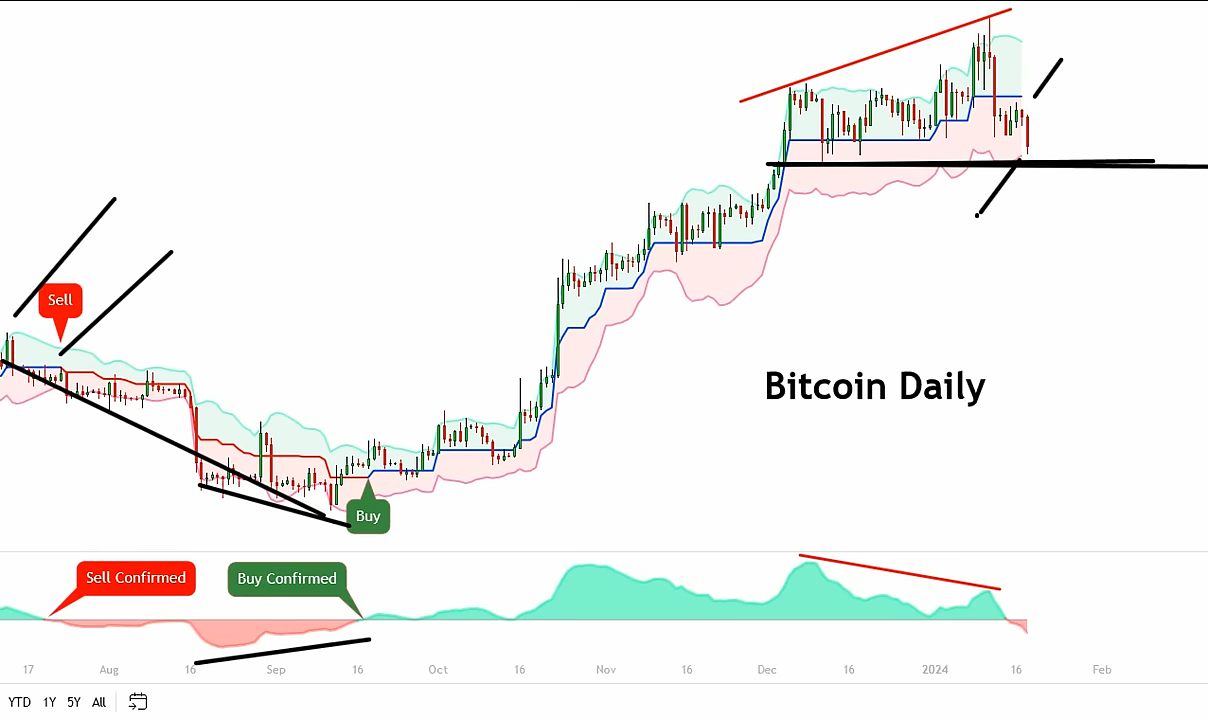 Sell
Bitcoin Daily
Buy
Sell Confirmed
Buy Confirmed
17 Aug 16 Sep 16 Oct 16 Nov 16 Dec 16 2024 16 Feb
YTD 1Y 5Y All